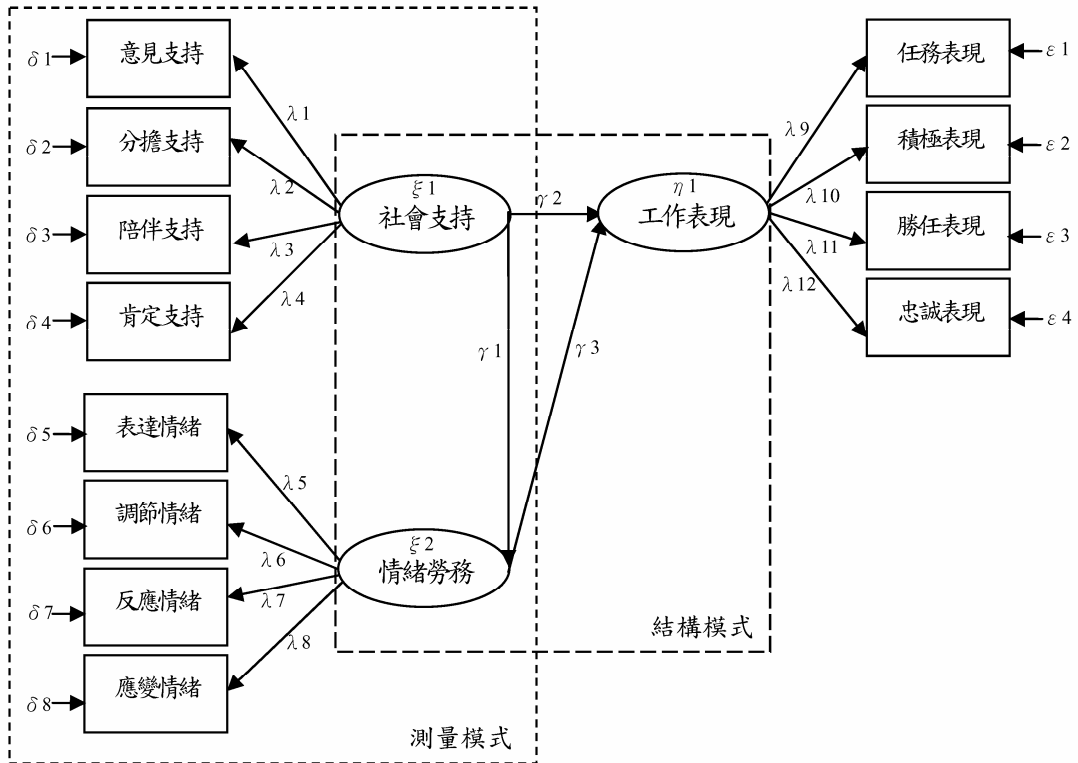 δ1
意見支持
λ1
δ2
分擔支持
λ2
δ3
陪伴支持
λ3
δ4
肯定支持
λ4
δ5
表達情緒
λ5
δ6
調節情緒
λ6
δ7
反應情緒
λ7
δ8
應變情緒
λ8
ξ1
社會支持
ξ2
情緒勞務
γ1
γ2
γ3
η1
工作表現
λ9
任務表現
ε1
λ10
積極表現
ε2
λ11
勝任表現
ε3
λ12
忠誠表現
ε4
結構模式
測量模式